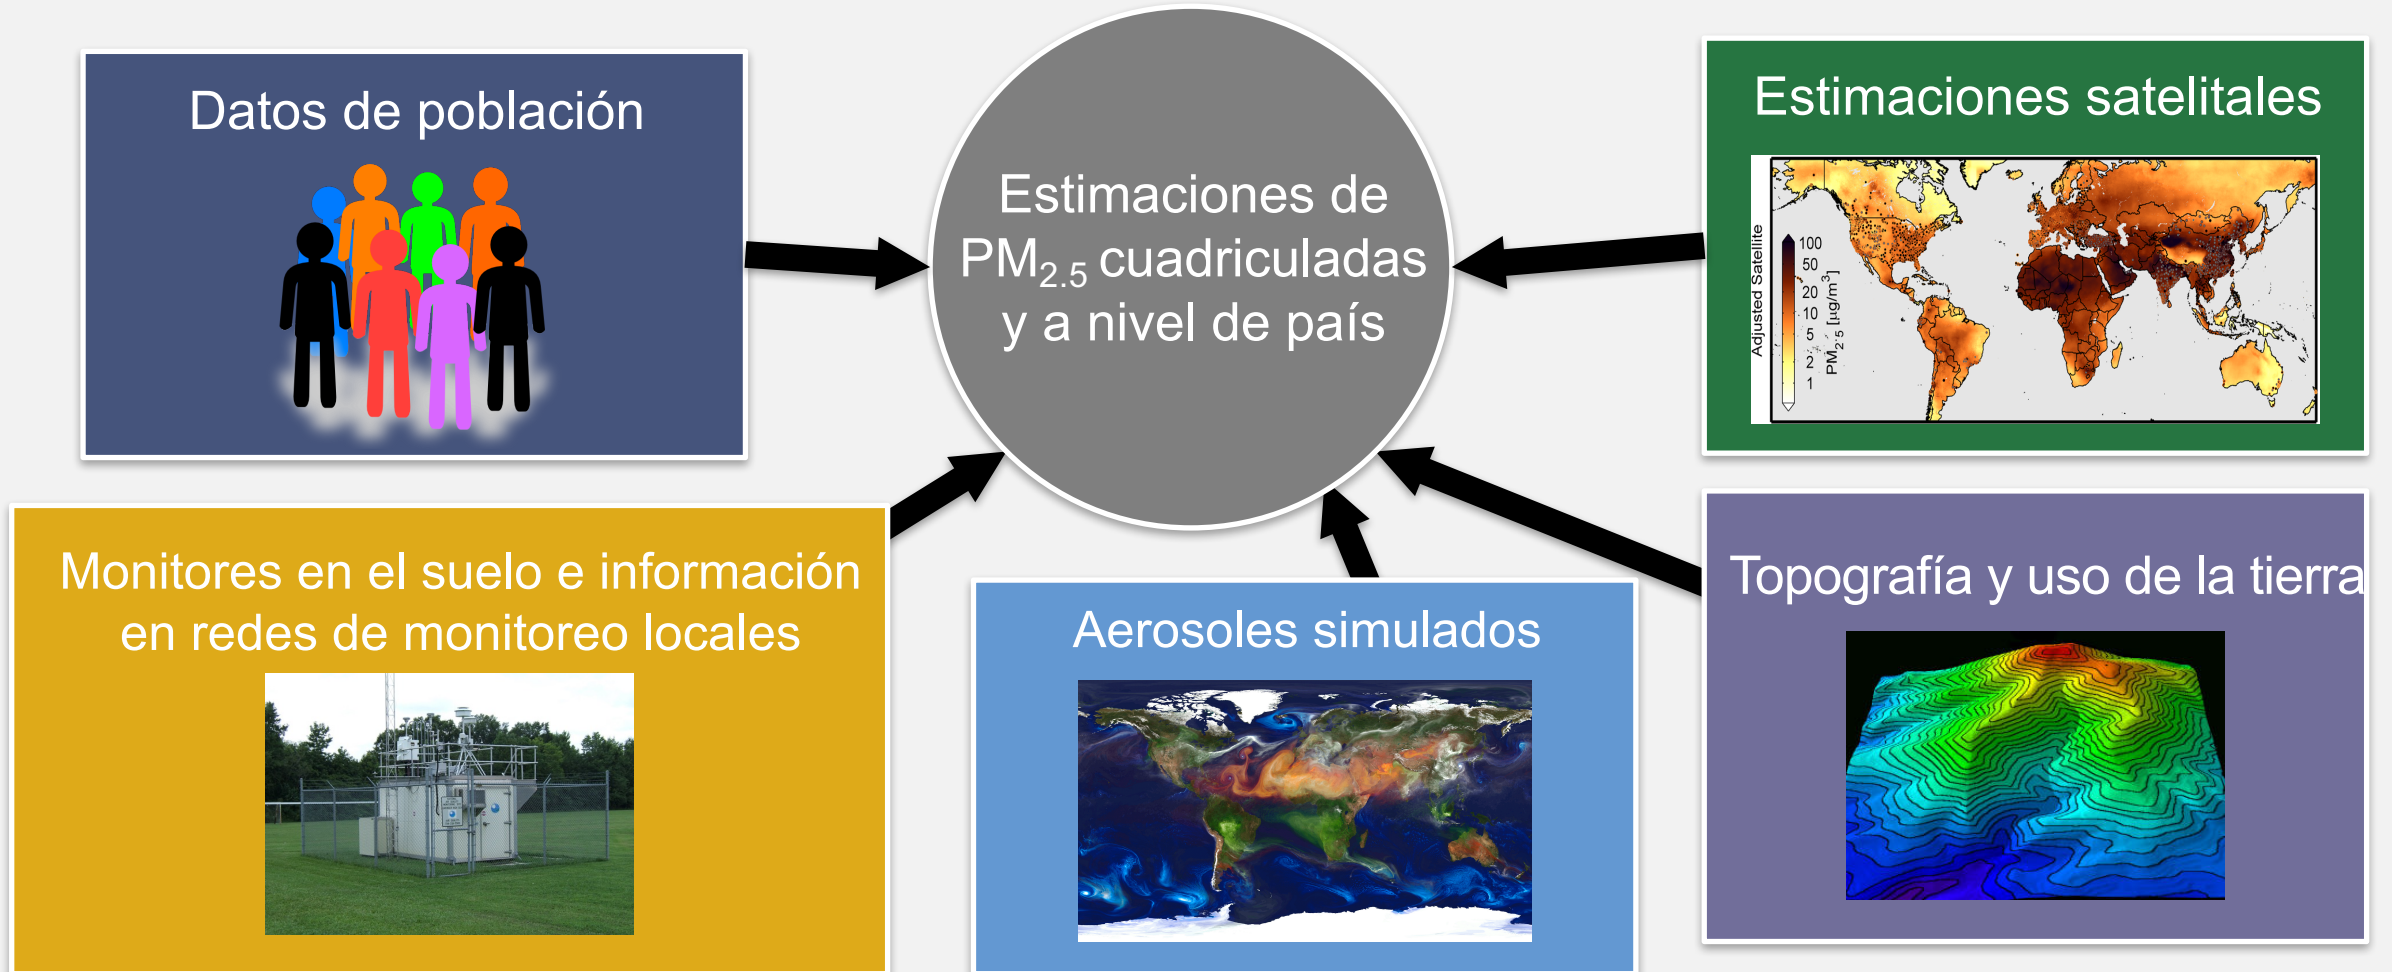 Datos de población
Estimaciones de
PM2.5 cuadriculadas
y a nivel de país
Estimaciones satelitales
Adjusted Satellite
100
50
20
10
5
2
1
PM2.5 [µg/m3]
Monitores en el suelo e información
en redes de monitoreo locales
Aerosoles simulados
Topografía y uso de la tierra